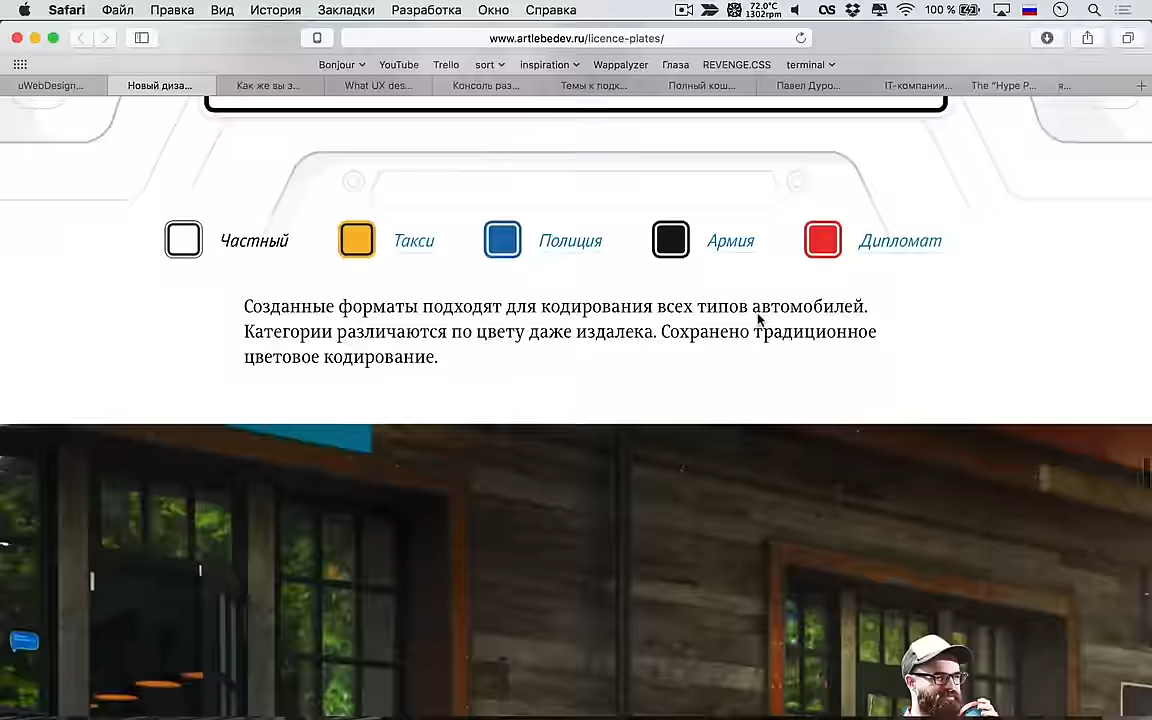 Safari Файл Правка Вид История Закладки Разработка Окно Справка 72.0°C 1302rpm 100 %
www.artlebedev.ru/licence-plates/
Bonjour YouTube Trello sort inspiration Wappalyzer Глаза REVENGE.CSS terminal
uWebDesign... Новый диза... Как же вы з... What UX des... Консоль раз... Темы к подк... Полный кош... Павел Дуро... IT-компании... The "Hype P... я...
Частный Такси Полиция Армия Дипломат
Созданные форматы подходят для кодирования всех типов автомобилей.
Категории различаются по цвету даже издалека. Сохранено традиционное
цветовое кодирование.